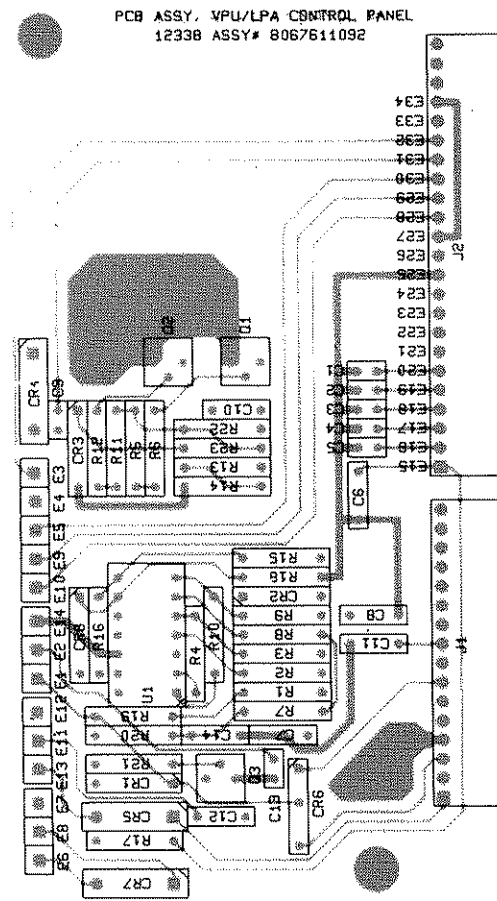 PCB ASSY, VPU/LPA CONTROL PANEL
12338 ASSY# 8067611092
E34
E33
E32
E31
E30
E29
E28
E27
E26
E25
E24
E23
E22
E21
E20
E19
E18
E17
E16
E15
J2
Q2
Q1
CR4
C9
CR3
R12
R11
R5
R6
C10
R22
R23
R13
R14
C1
C2
C3
C4
C5
C6
E3
E4
E5
E9
E10
E14
E2
E1
E12
E11
E13
E7
E8
E6
R16
U1
R4
R10
R15
R18
CR2
R9
R8
R3
R2
R1
R7
C8
C11
J1
R19
R20
C14
C7
R21
CR1
Q3
C13
CR6
CR5
C12
R17
CR7